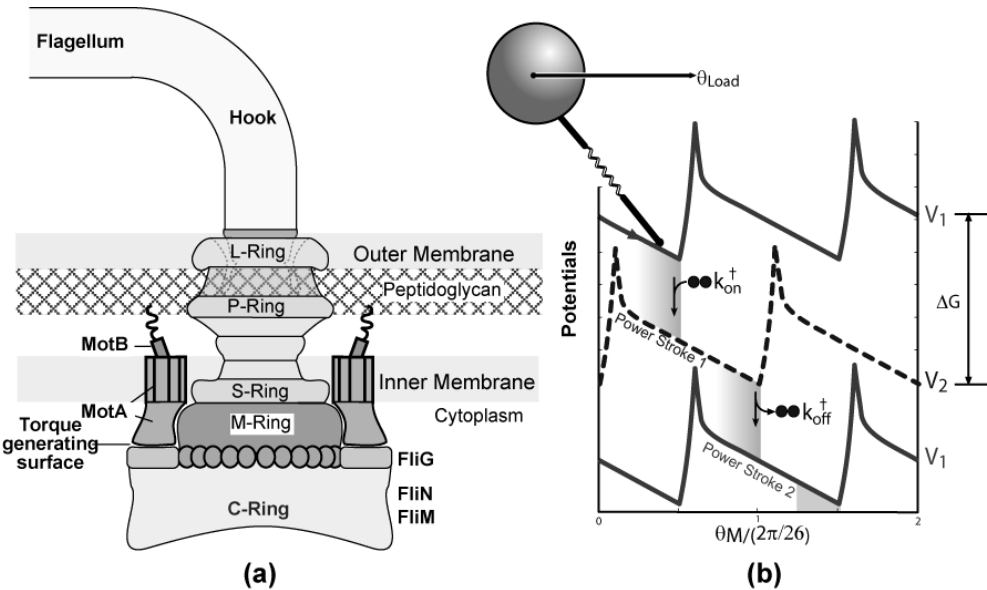 Flagellum
Hook
L-Ring
Outer Membrane
Peptidoglycan
P-Ring
MotB
S-Ring
Inner Membrane
MotA
M-Ring
Cytoplasm
Torque
generating
surface
FliG
C-Ring
FliN
FliM
(a)
θLoad
Potentials
V1
k†on
ΔG
Power Stroke 1
V2
k†off
V1
Power Stroke 2
0
1
2
θM/(2π/26)
(b)